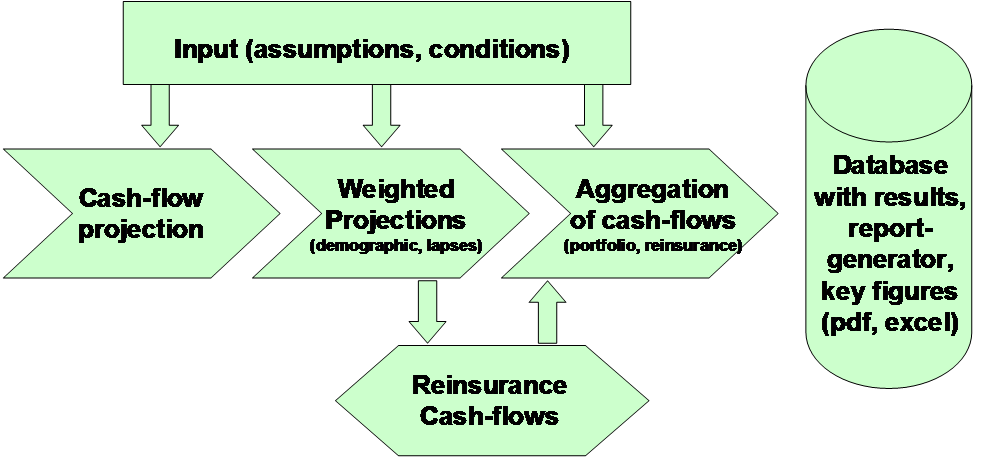 Input (assumptions, conditions)
Cash-flow
projection
Weighted
Projections
(demographic, lapses)
Aggregation
of cash-flows
(portfolio, reinsurance)
Reinsurance
Cash-flows
Database
with results,
report-
generator,
key figures
(pdf, excel)